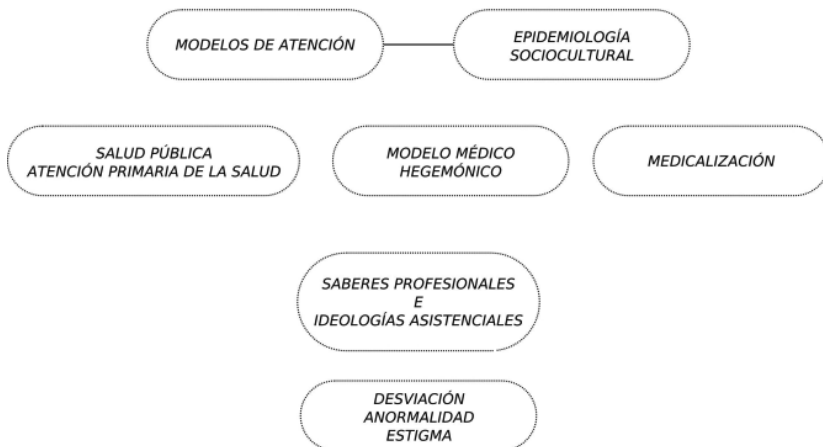 MODELOS DE ATENCIÓN
EPIDEMIOLOGÍA
SOCIOCULTURAL
SALUD PÚBLICA
ATENCIÓN PRIMARIA DE LA SALUD
MODELO MÉDICO
HEGEMÓNICO
MEDICALIZACIÓN
SABERES PROFESIONALES
E
IDEOLOGÍAS ASISTENCIALES
DESVIACIÓN
ANORMALIDAD
ESTIGMA